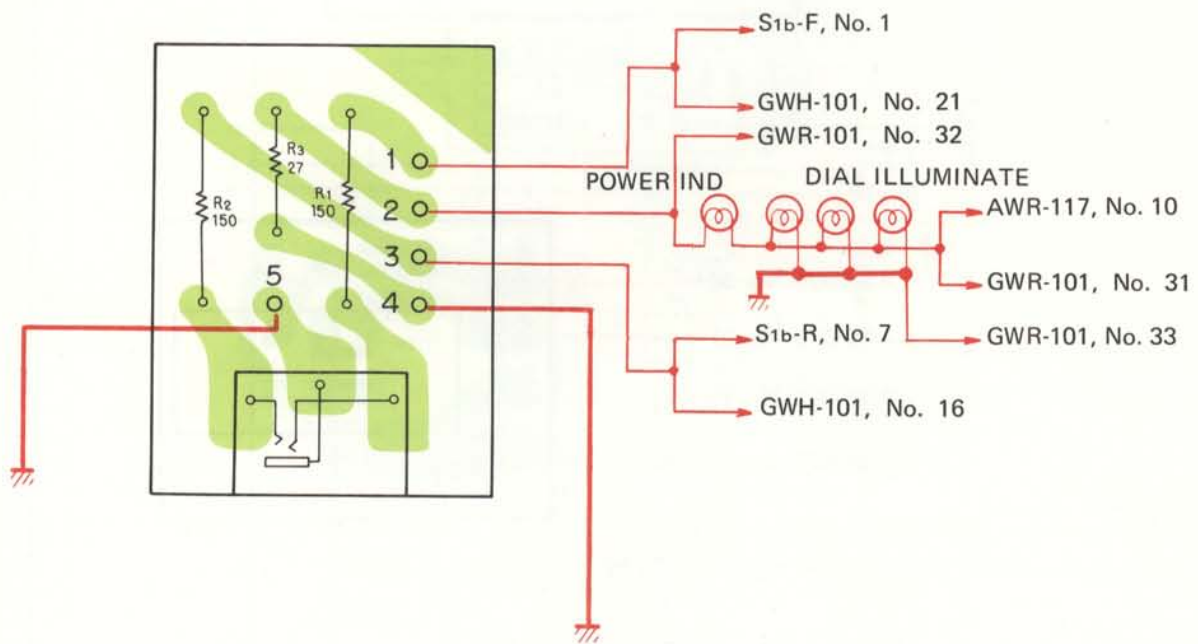 S1b-F, No. 1
GWH-101, No. 21
GWR-101, No. 32
POWER IND
DIAL ILLUMINATE
AWR-117, No. 10
GWR-101, No. 31
GWR-101, No. 33
S1b-R, No. 7
GWH-101, No. 16
R3
27
R2
150
R1
150
1
2
3
4
5